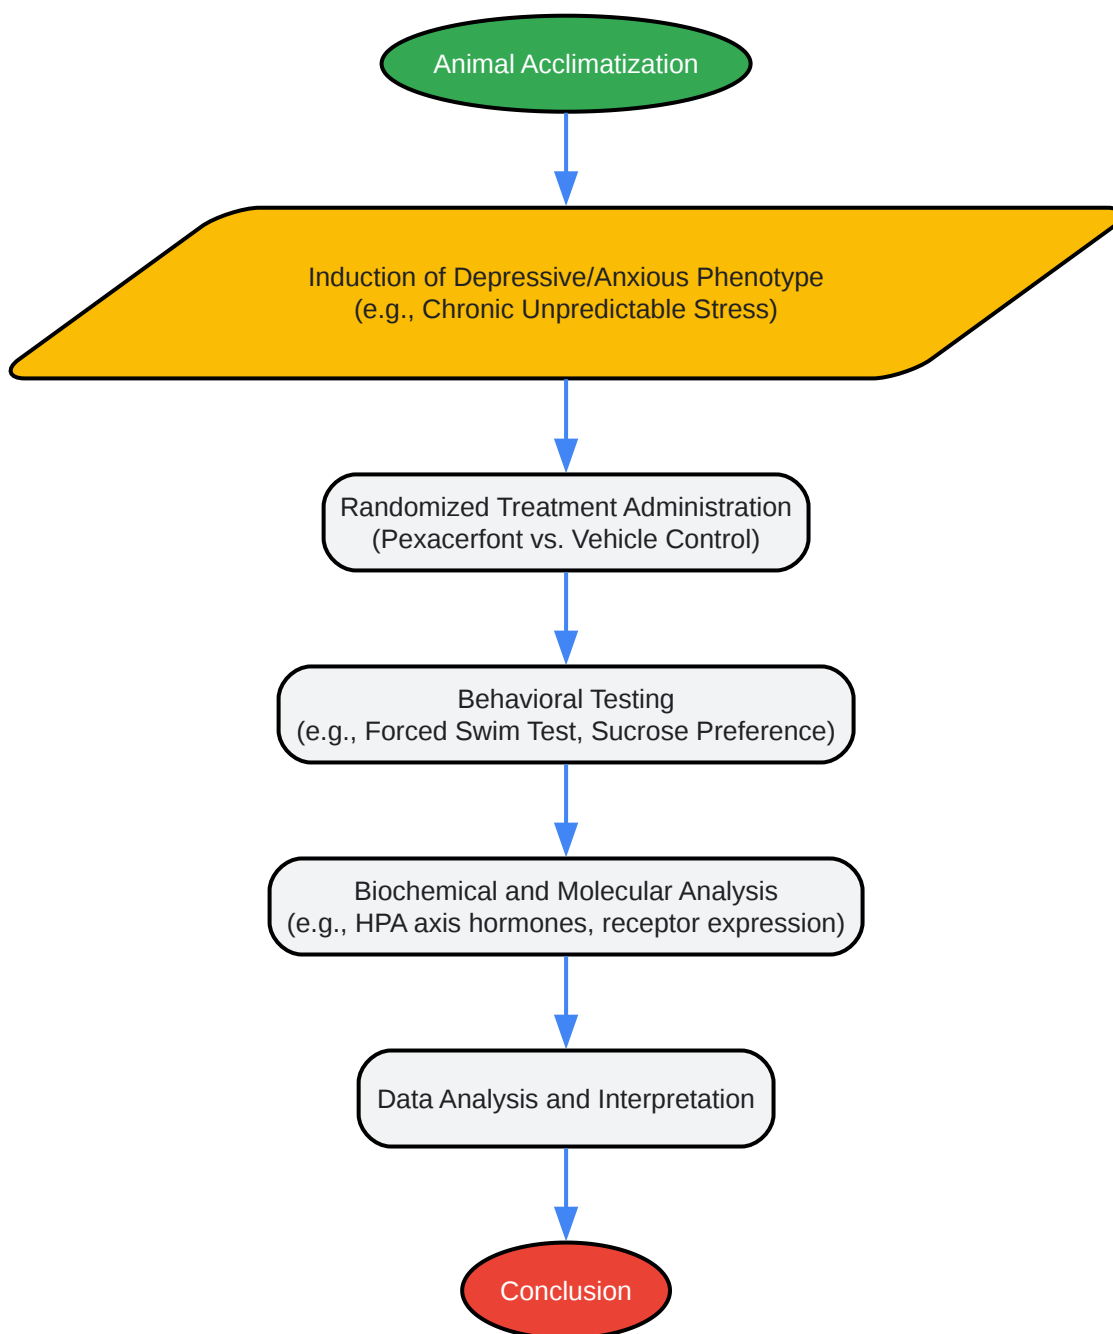 Animal Acclimatization
Induction of Depressive/Anxious Phenotype
(e.g., Chronic Unpredictable Stress)
Randomized Treatment Administration
(Pexacerfont vs. Vehicle Control)
Behavioral Testing
(e.g., Forced Swim Test, Sucrose Preference)
Biochemical and Molecular Analysis
(e.g., HPA axis hormones, receptor expression)
Data Analysis and Interpretation
Conclusion